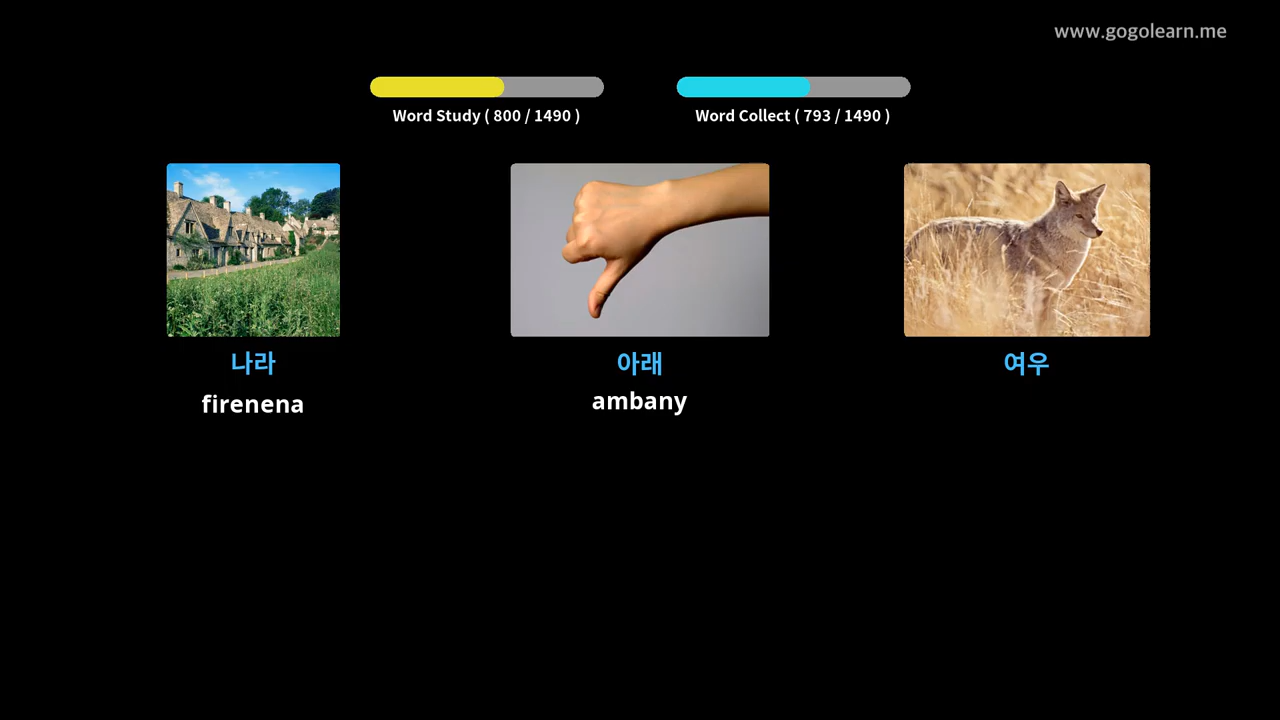 www.gogolearn.me
Word Study ( 800 / 1490 )
Word Collect ( 793 / 1490 )
나라
아래
여우
firenena
ambany